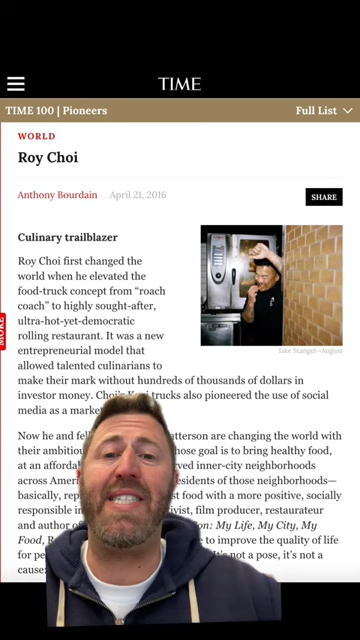 TIME
TIME 100 | Pioneers
Full List
WORLD
Roy Choi
Anthony Bourdain
April 21, 2016
SHARE
Culinary trailblazer
Roy Choi first changed the
world when he elevated the
food-truck concept from “roach
coach” to highly sought-after,
ultra-hot-yet-democratic
rolling restaurant. It was a new
entrepreneurial model that
allowed talented culinarians to
Jake Stangel—August
MORE
make their mark without hundreds of thousands of dollars in
investor money. Choi’s trucks also pioneered the use of social
media as a
Now he and atterson are changing the world with
their ambitiou hose goal is to bring healthy food,
at an affordab rved inner-city neighborhoods
across Amer sidents of those neighborhoods—
basically, rep st food with a more positive, socially
responsible i ivist, film producer, restaurateur
and author of on: My Life, My City, My
Food, to improve the quality of life
for pe It’s not a pose, it’s not a
cause: